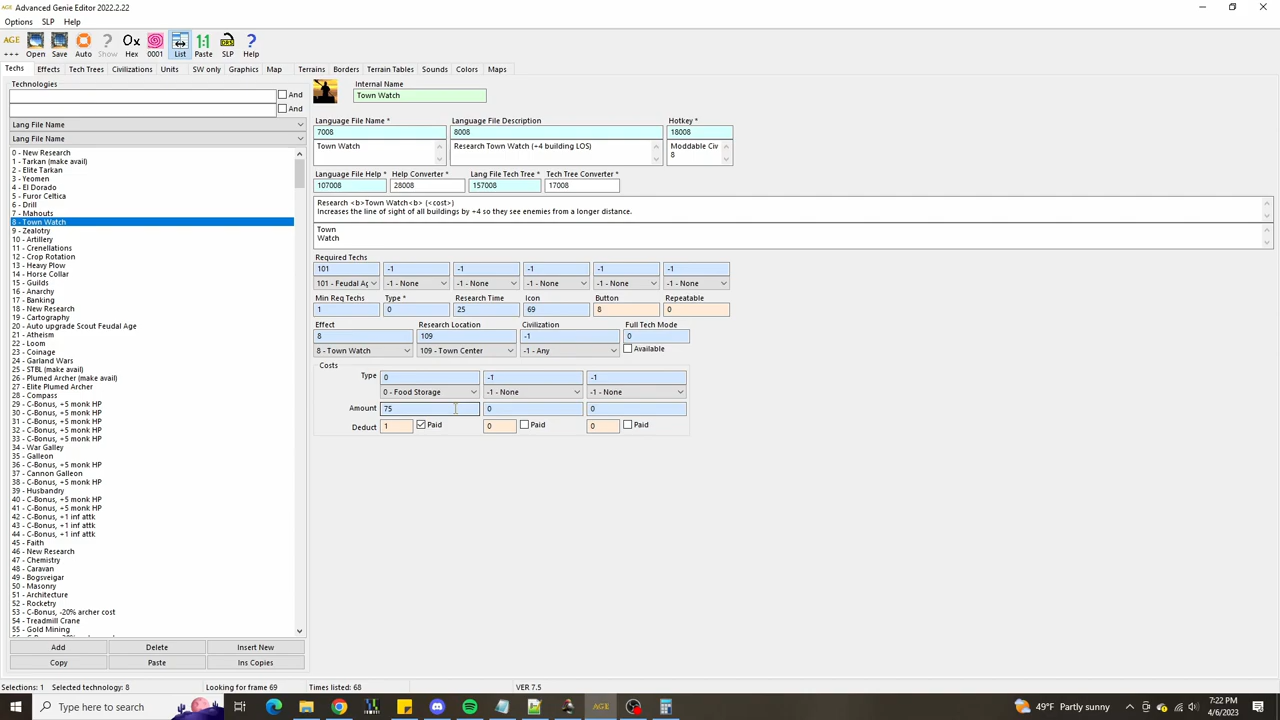 Advanced Genie Editor 2022.2.22
Options SLP Help
AGE Open Save Auto Show Hex 0001 List Paste SLP Help
Techs Effects Tech Trees Civilizations Units SW only Graphics Map Terrains Borders Terrain Tables Sounds Colors Maps
Technologies
And
And
Lang File Name
Lang File Name
0 - New Research
1 - Tarkan (make avail)
2 - Elite Tarkan
3 - Yeomen
4 - El Dorado
5 - Furor Celtica
6 - Drill
7 - Mahouts
8 - Town Watch
9 - Zealotry
10 - Artillery
11 - Crenellations
12 - Crop Rotation
13 - Heavy Plow
14 - Horse Collar
15 - Guilds
16 - Anarchy
17 - Banking
18 - New Research
19 - Cartography
20 - Auto upgrade Scout Feudal Age
21 - Atheism
22 - Loom
23 - Coinage
24 - Garland Wars
25 - STBL (make avail)
26 - Plumed Archer (make avail)
27 - Elite Plumed Archer
28 - Compass
29 - C-Bonus, +5 monk HP
30 - C-Bonus, +5 monk HP
31 - C-Bonus, +5 monk HP
32 - C-Bonus, +5 monk HP
33 - C-Bonus, +5 monk HP
34 - War Galley
35 - Galleon
36 - C-Bonus, +5 monk HP
37 - Cannon Galleon
38 - C-Bonus, +5 monk HP
39 - Husbandry
40 - C-Bonus, +5 monk HP
41 - C-Bonus, +5 monk HP
42 - C-Bonus, +1 inf attk
43 - C-Bonus, +1 inf attk
44 - C-Bonus, +1 inf attk
45 - Faith
46 - New Research
47 - Chemistry
48 - Caravan
49 - Bogsveigar
50 - Masonry
51 - Architecture
52 - Rocketry
53 - C-Bonus, -20% archer cost
54 - Treadmill Crane
55 - Gold Mining
Add Delete Insert New
Copy Paste Ins Copies
Internal Name
Town Watch
Language File Name * Language File Description Hotkey *
7008 8008 18008
Town Watch Research Town Watch (+4 building LOS) Moddable Civ
8
Language File Help * Help Converter * Lang File Tech Tree * Tech Tree Converter *
107008 28008 157008 17008
Research <b>Town Watch<b> (<cost>)
Increases the line of sight of all buildings by +4 so they see enemies from a longer distance.
Town
Watch
Required Techs
101 -1 -1 -1 -1 -1
101 - Feudal Ag -1 - None -1 - None -1 - None -1 - None -1 - None
Min Req Techs Type * Research Time Icon Button Repeatable
1 0 25 69 8 0
Effect Research Location Civilization Full Tech Mode
8 109 -1 0
8 - Town Watch 109 - Town Center -1 - Any Available
Costs
Type 0 -1 -1
0 - Food Storage -1 - None -1 - None
Amount 75 0 0
Deduct 1 Paid 0 Paid 0 Paid
Selections: 1 Selected technology: 8 Looking for frame 69 Times listed: 68 VER 7.5
Type here to search
AGE
49°F Partly sunny
7:22 PM
4/6/2023